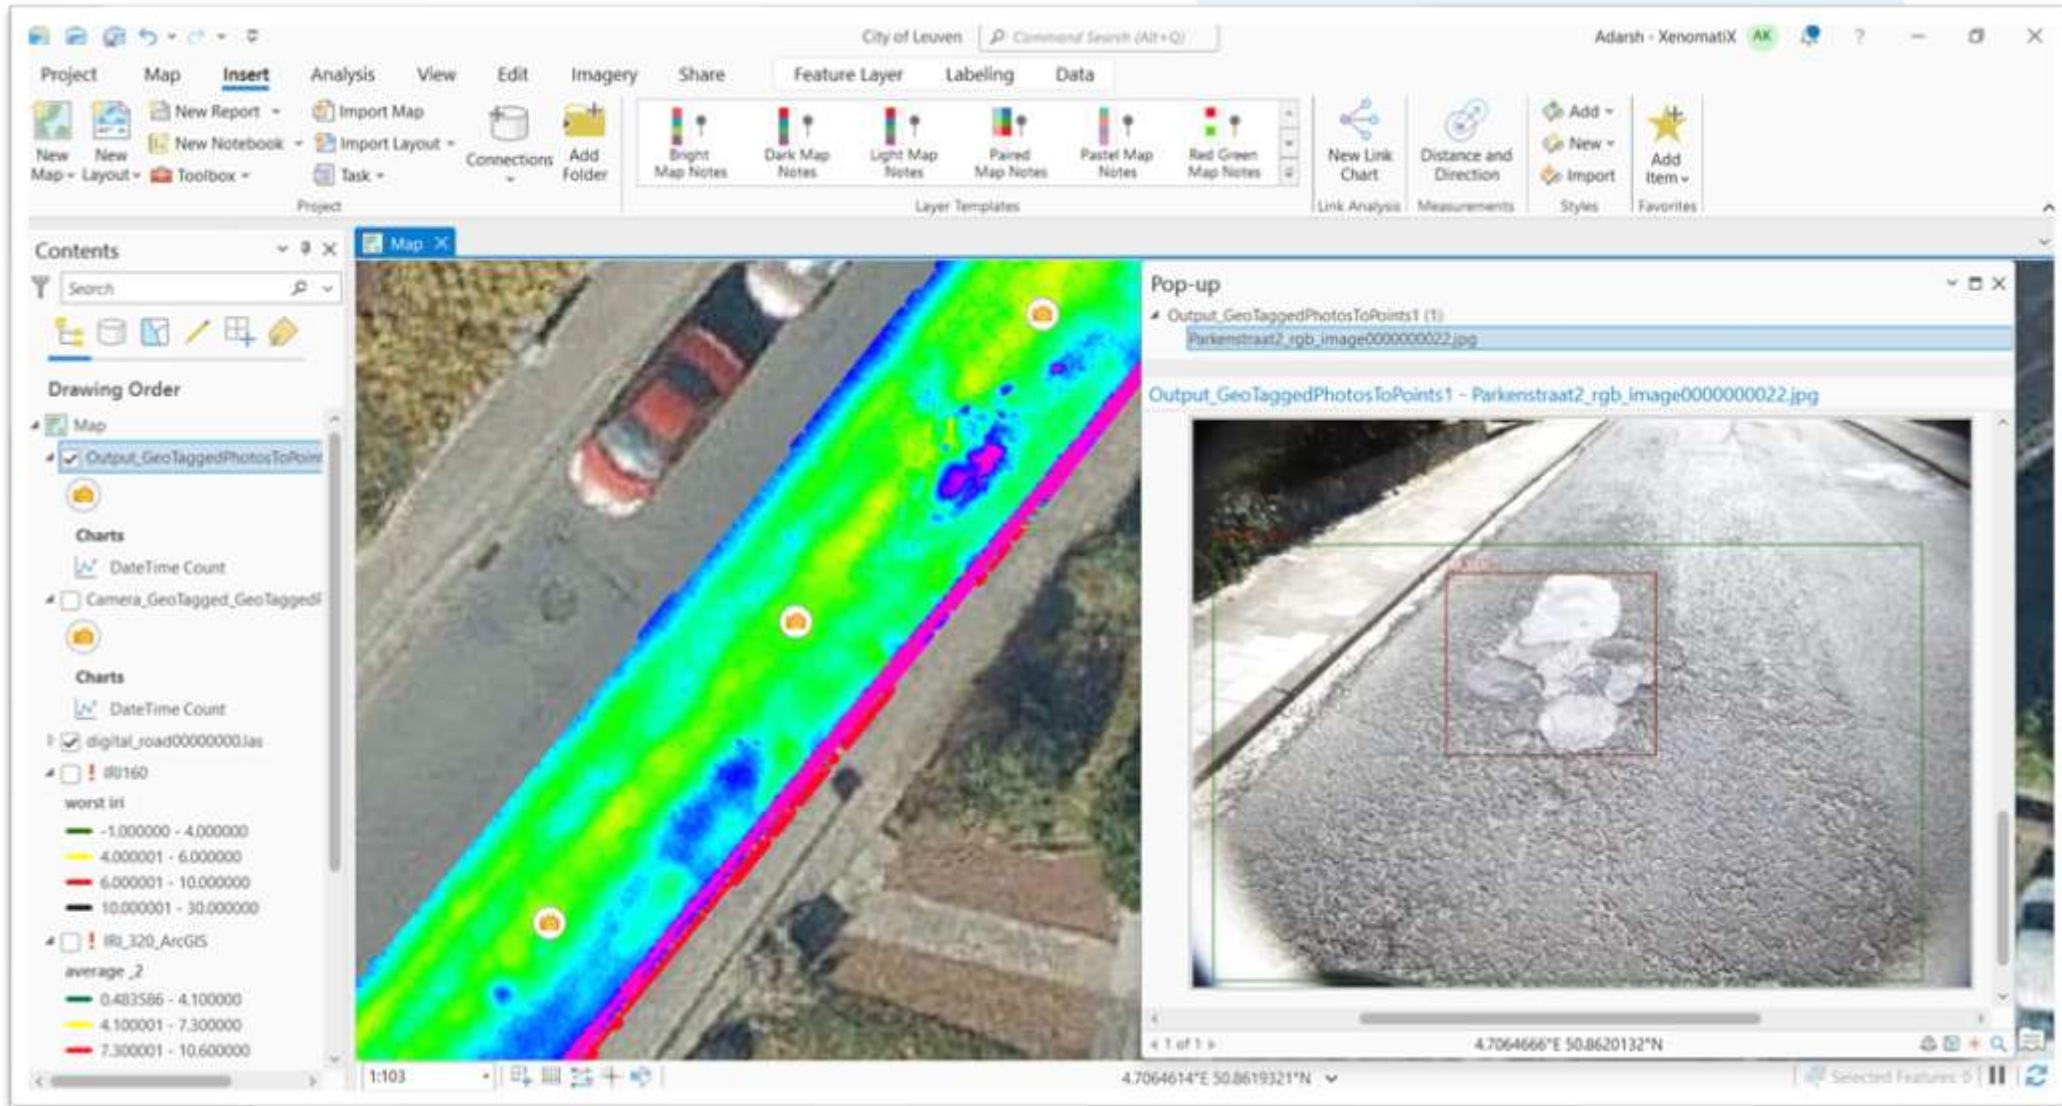 City of Leuven
Command Search (Alt+Q)
Adarsh - XenomatiX
AK
?
Project Map Insert Analysis View Edit Imagery Share Feature Layer Labeling Data
New Map
New Layout
New Report
New Notebook
Toolbox
Import Map
Import Layout
Task
Connections
Add Folder
Project
Bright Map Notes
Dark Map Notes
Light Map Notes
Paired Map Notes
Pastel Map Notes
Red Green Map Notes
Layer Templates
New Link Chart
Link Analysis
Distance and Direction
Measurements
Add
New
Import
Styles
Add Item
Favorites
Contents
Search
Drawing Order
Map
Output_GeoTaggedPhotosToPoint
Charts
DateTime Count
Camera_GeoTagged_GeoTaggedP
Charts
DateTime Count
digital_road00000000.las
! IRI160
worst iri
-1.000000 - 4.000000
4.000001 - 6.000000
6.000001 - 10.000000
10.000001 - 30.000000
! IRI_320_ArcGIS
average _2
0.483586 - 4.100000
4.100001 - 7.300000
7.300001 - 10.600000
Map
Pop-up
Output_GeoTaggedPhotosToPoints1 (1)
Parkenstraat2_rgb_image0000000022.jpg
Output_GeoTaggedPhotosToPoints1 - Parkenstraat2_rgb_image0000000022.jpg
1 of 1
4.7064666°E 50.8620132°N
1:103
4.7064614°E 50.8619321°N
Selected Features: 0